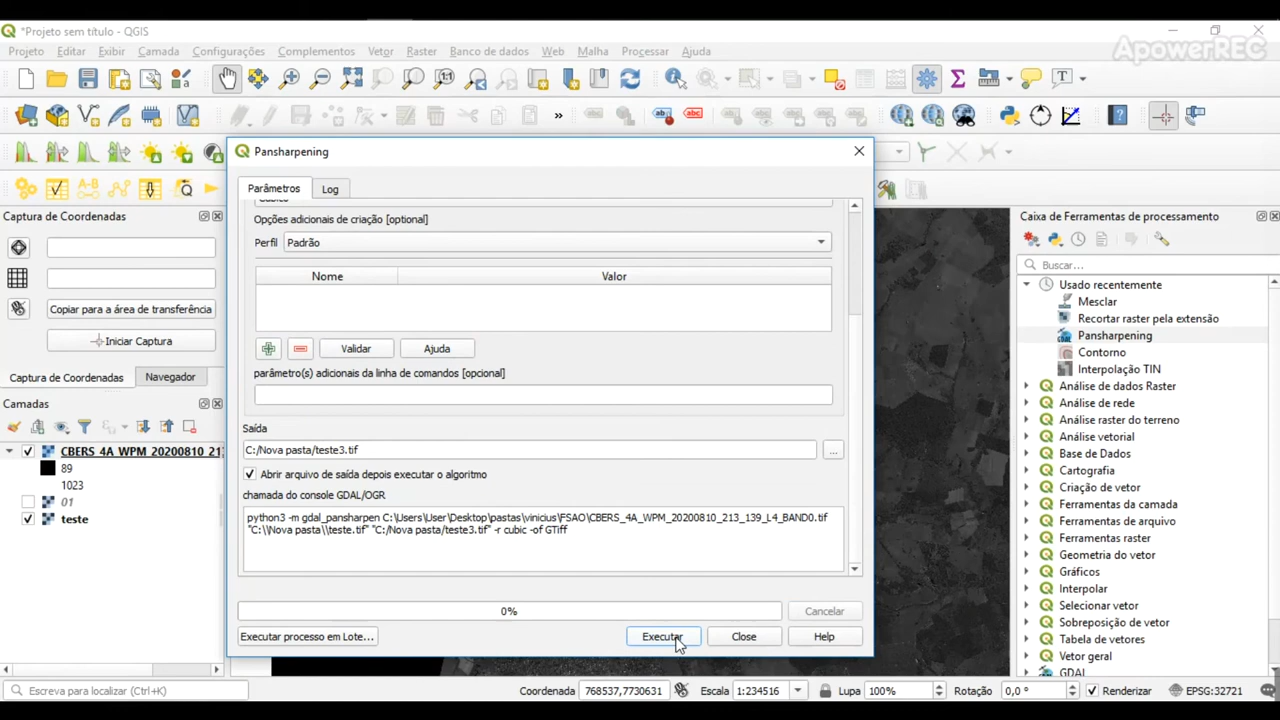 *Projeto sem título - QGIS
ApowerREC
Projeto Editar Exibir Camada Configurações Complementos Vetor Raster Banco de dados Web Malha Processar Ajuda
Pansharpening
Parâmetros Log
Captura de Coordenadas
Copiar para a área de transferência
Iniciar Captura
Captura de Coordenadas Navegador
Camadas
CBERS_4A_WPM_20200810_213
89
1023
01
teste
Opções adicionais de criação [optional]
Perfil Padrão
Nome Valor
Validar Ajuda
parâmetro(s) adicionais da linha de comandos [opcional]
Saída
C:/Nova pasta/teste3.tif
...
Abrir arquivo de saída depois executar o algoritmo
chamada do console GDAL/OGR
python3 -m gdal_pansharpen C:\Users\User\Desktop\pastas\vinicius\FSAO\CBERS_4A_WPM_20200810_213_139_L4_BAND0.tif
"C:\\Nova pasta\\teste.tif" "C:/Nova pasta/teste3.tif" -r cubic -of GTiff
0%
Cancelar
Executar processo em Lote...
Executar
Close
Help
Caixa de Ferramentas de processamento
Buscar...
Usado recentemente
Mesclar
Recortar raster pela extensão
Pansharpening
Contorno
Interpolação TIN
Análise de dados Raster
Análise de rede
Análise raster do terreno
Análise vetorial
Base de Dados
Cartografia
Criação de vetor
Ferramentas da camada
Ferramentas de arquivo
Ferramentas raster
Geometria do vetor
Gráficos
Interpolar
Selecionar vetor
Sobreposição de vetor
Tabela de vetores
Vetor geral
GDAL
Escreva para localizar (Ctrl+K)
Coordenada 768537,7730631 Escala 1:234516 Lupa 100% Rotação 0,0 ° Renderizar EPSG:32721